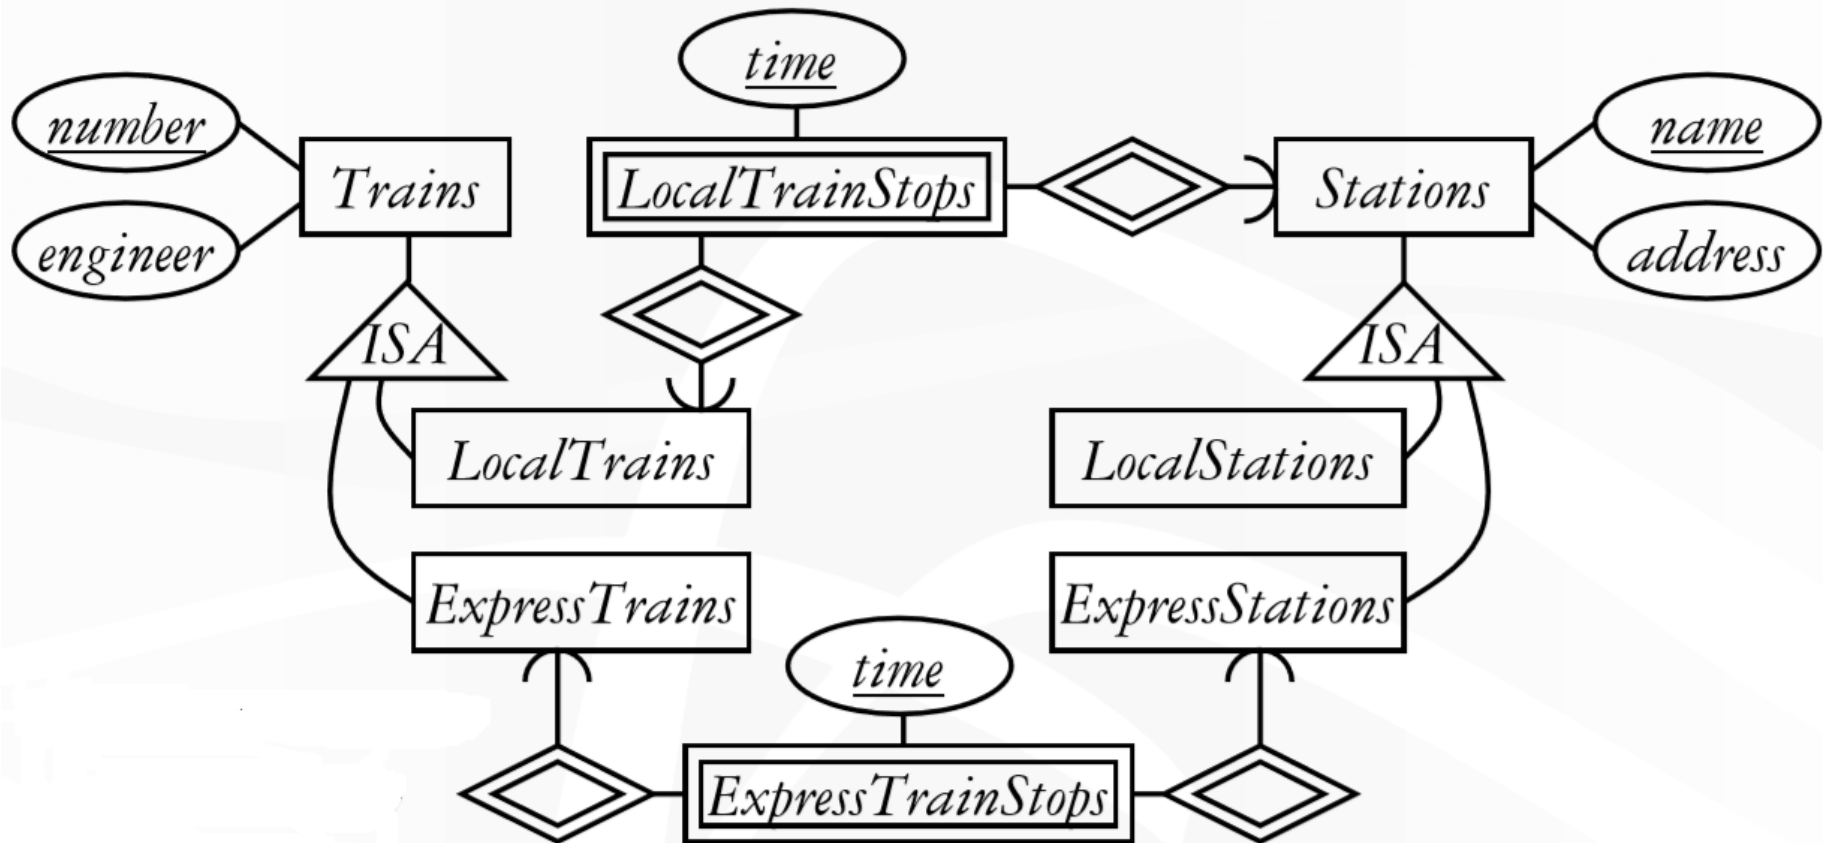 time
number
name
Trains
LocalTrainStops
Stations
engineer
address
ISA
ISA
LocalTrains
LocalStations
ExpressTrains
ExpressStations
time
ExpressTrainStops